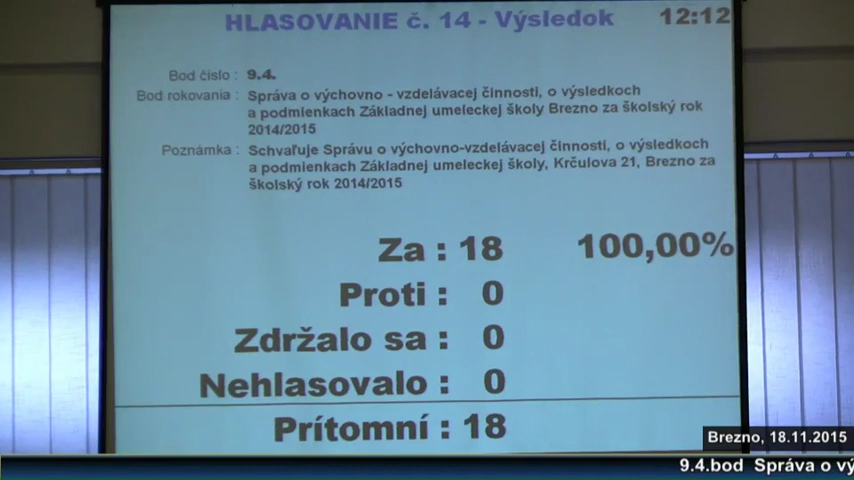 HLASOVANIE č. 14 - Výsledok 12:12
Bod číslo : 9.4.
Bod rokovania : Správa o výchovno - vzdelávacej činnosti, o výsledkoch
a podmienkach Základnej umeleckej školy Brezno za školský rok
2014/2015
Poznámka : Schvaľuje Správu o výchovno-vzdelávacej činnosti, o výsledkoch
a podmienkach Základnej umeleckej školy, Krčulova 21, Brezno za
školský rok 2014/2015
Za : 18 100,00%
Proti : 0
Zdržalo sa : 0
Nehlasovalo : 0
Prítomní : 18
Brezno, 18.11.2015
9.4.bod Správa o vý